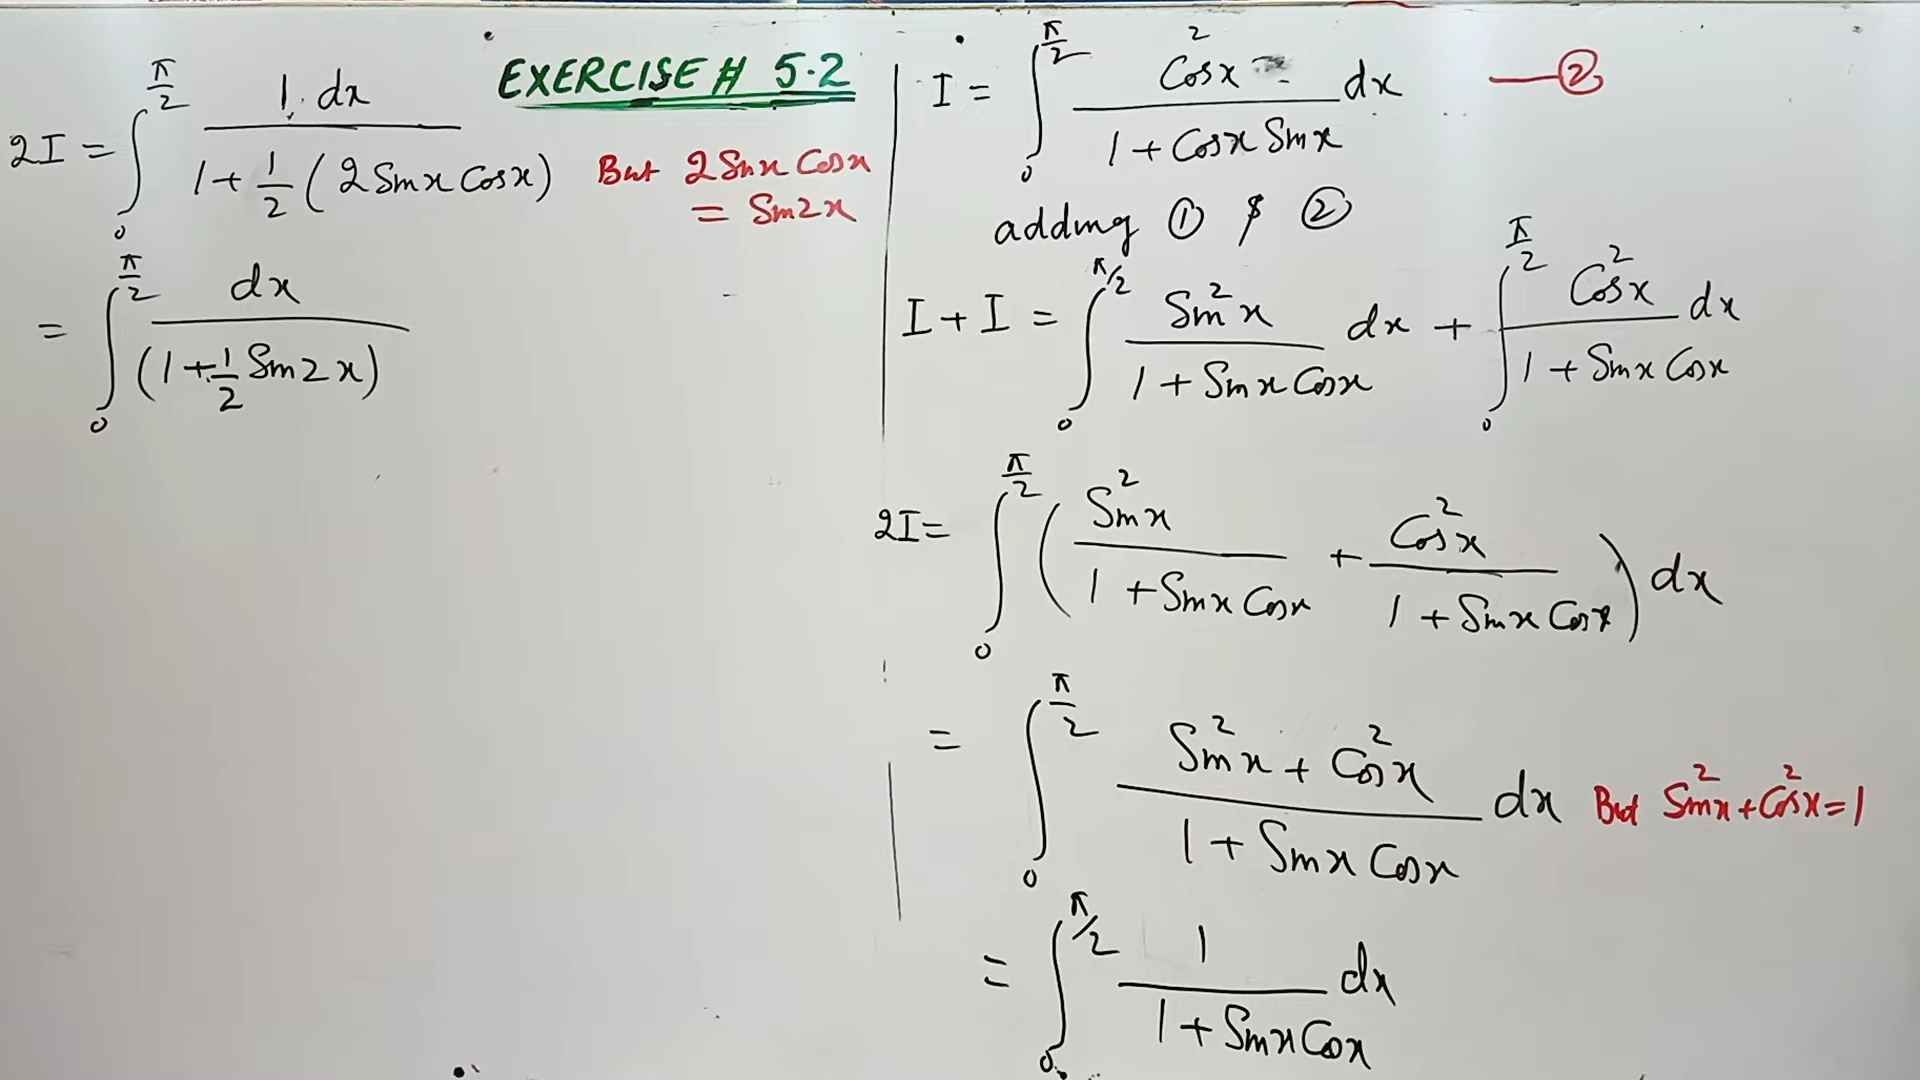 EXERCISE # 5.2
2I = ∫₀^{π/2} 1. dx / (1 + 1/2 (2 Sin x Cos x))
But 2 Sin x Cos x
= Sin 2x
= ∫₀^{π/2} dx / (1 + 1/2 Sin 2x)
I = ∫₀^{π/2} Cos²x / (1 + Cos x Sin x) dx — ②
adding ① & ②
I + I = ∫₀^{π/2} Sin²x / (1 + Sin x Cos x) dx + ∫₀^{π/2} Cos²x / (1 + Sin x Cos x) dx
2I = ∫₀^{π/2} ( Sin²x / (1 + Sin x Cos x) + Cos²x / (1 + Sin x Cos x) ) dx
= ∫₀^{π/2} (Sin²x + Cos²x) / (1 + Sin x Cos x) dx But Sin²x + Cos²x = 1
= ∫₀^{π/2} 1 / (1 + Sin x Cos x) dx